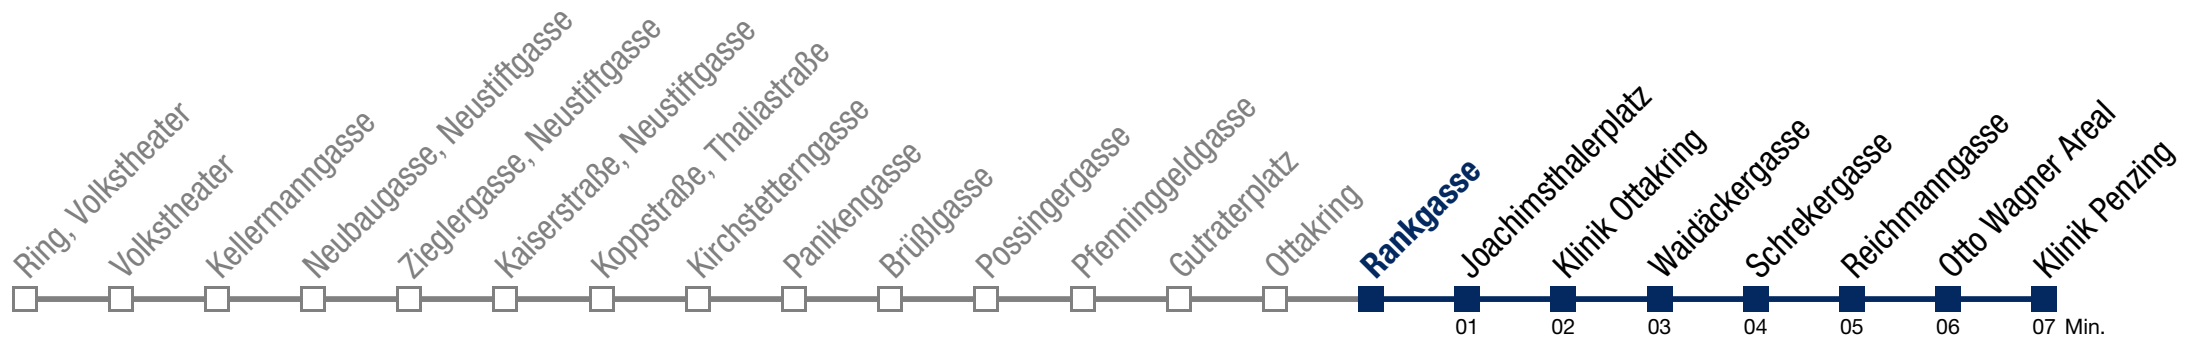 Ring, Volkstheater
Volkstheater
Kellermanngasse
Neubaugasse, Neustiftgasse
Zieglergasse, Neustiftgasse
Kaiserstraße, Neustiftgasse
Koppstraße, Thaliastraße
Kirchstetterngasse
Panikengasse
Brüßlgasse
Possingergasse
Pfenninggeldgasse
Gutraterplatz
Ottakring
Rankgasse
Joachimsthalerplatz
Klinik Ottakring
Waidäckergasse
Schrekergasse
Reichmanngasse
Otto Wagner Areal
Klinik Penzing
01 02 03 04 05 06 07 Min.